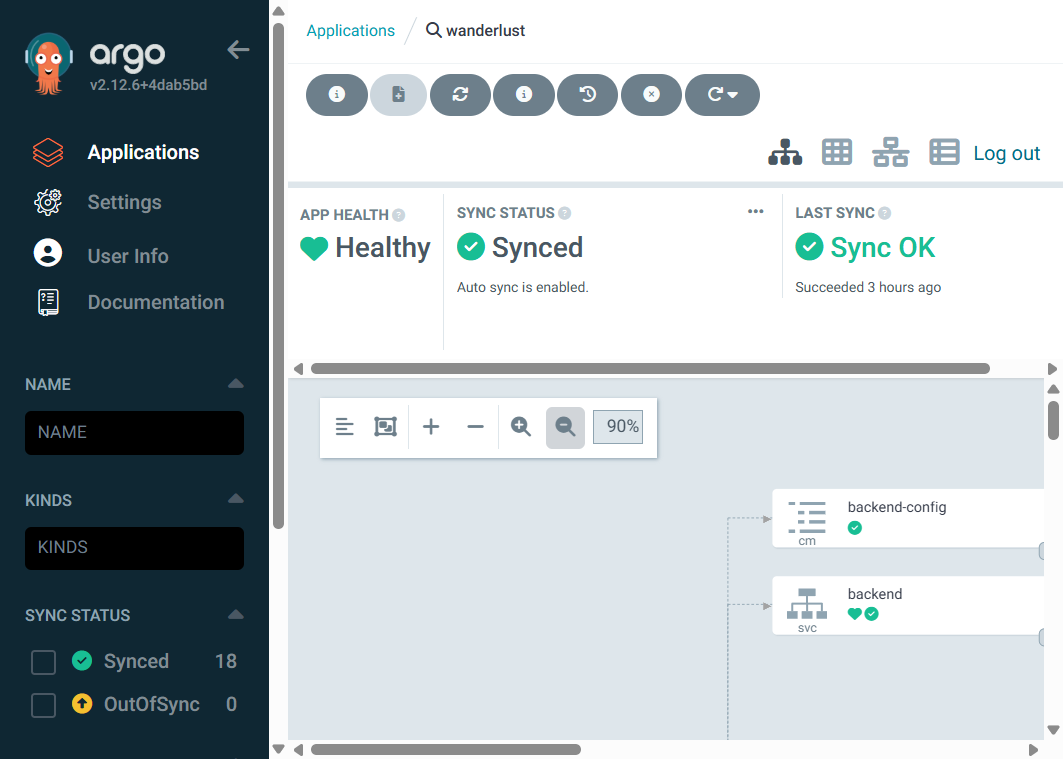 argo
v2.12.6+4dab5bd
Applications
Settings
User Info
Documentation
NAME
NAME
KINDS
KINDS
SYNC STATUS
Synced 18
OutOfSync 0
Applications / wanderlust
Log out
APP HEALTH
Healthy
SYNC STATUS
Synced
Auto sync is enabled.
LAST SYNC
Sync OK
Succeeded 3 hours ago
90%
backend-config
cm
backend
svc